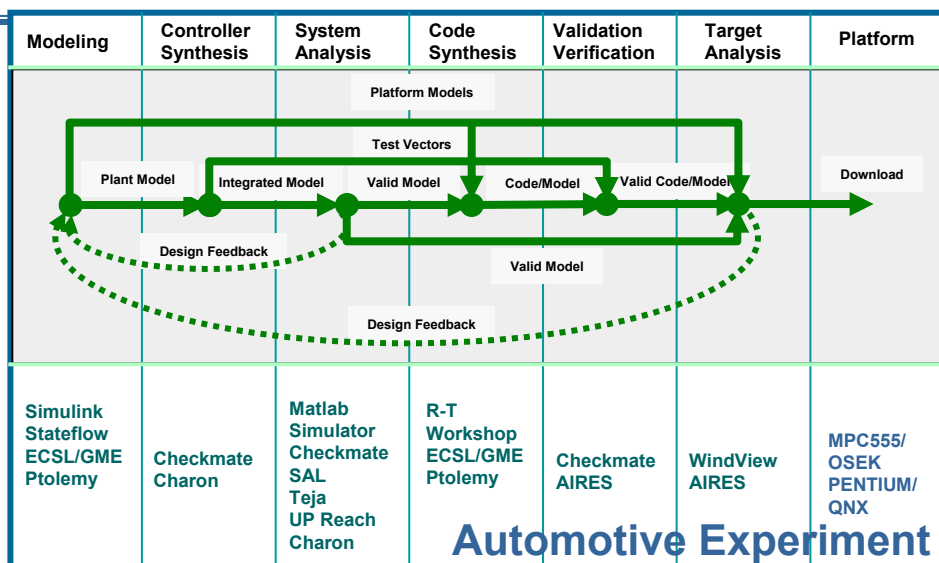 Modeling
Controller
Synthesis
System
Analysis
Code
Synthesis
Validation
Verification
Target
Analysis
Platform
Platform Models
Test Vectors
Plant Model
Integrated Model
Valid Model
Code/Model
Valid Code/Model
Download
Design Feedback
Valid Model
Design Feedback
Simulink
Stateflow
ECSL/GME
Ptolemy
Checkmate
Charon
Matlab
Simulator
Checkmate
SAL
Teja
UP Reach
Charon
R-T
Workshop
ECSL/GME
Ptolemy
Checkmate
AIRES
WindView
AIRES
MPC555/
OSEK
PENTIUM/
QNX
Automotive Experiment